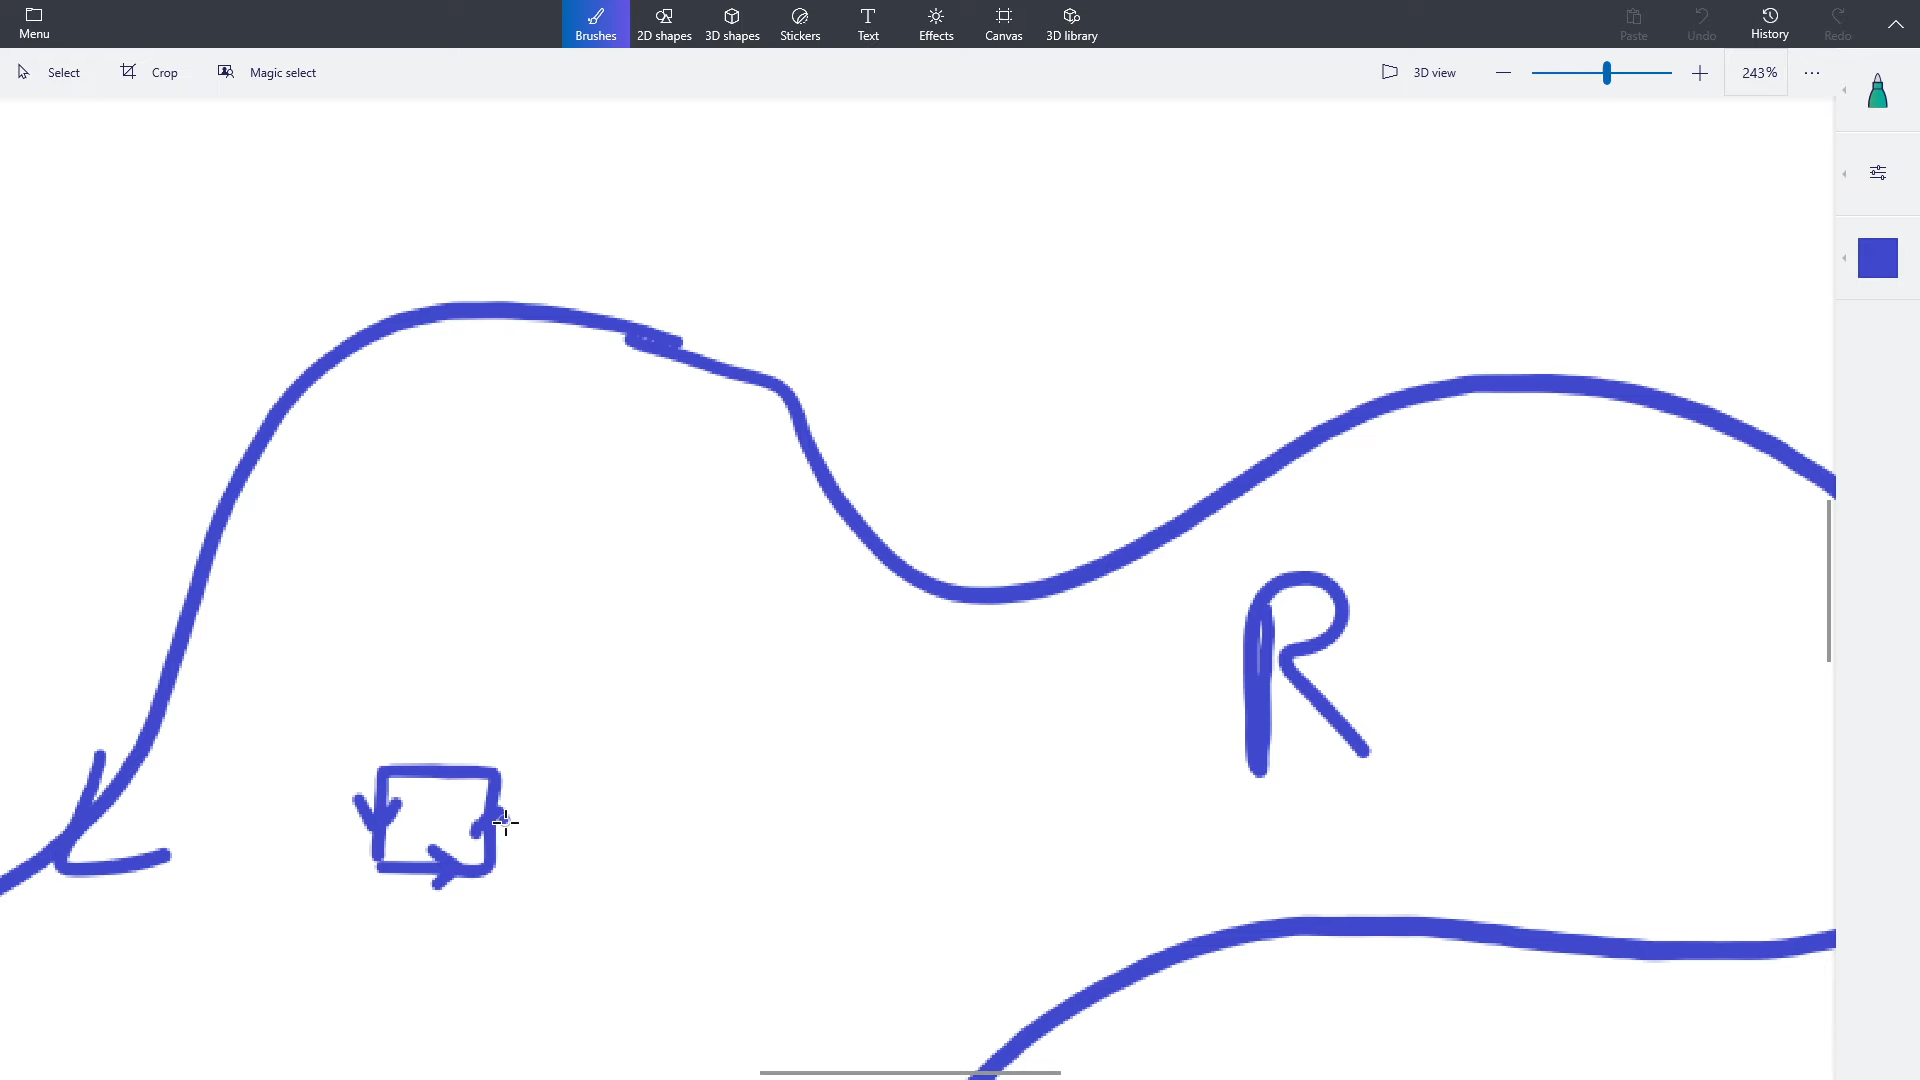 Menu Brushes 2D shapes 3D shapes Stickers Text Effects Canvas 3D library Paste Undo History Redo
Select Crop Magic select 3D view 243%
R